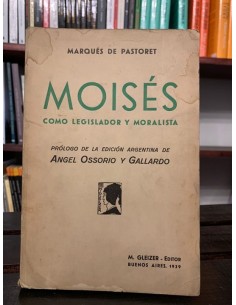 MARQUÉS DE PASTORET
MOISÉS
COMO LEGISLADOR Y MORALISTA
PRÓLOGO DE LA EDICIÓN ARGENTINA DE
ANGEL OSSORIO Y GALLARDO
M. GLEIZER - EDITOR
BUENOS AIRES, 1939